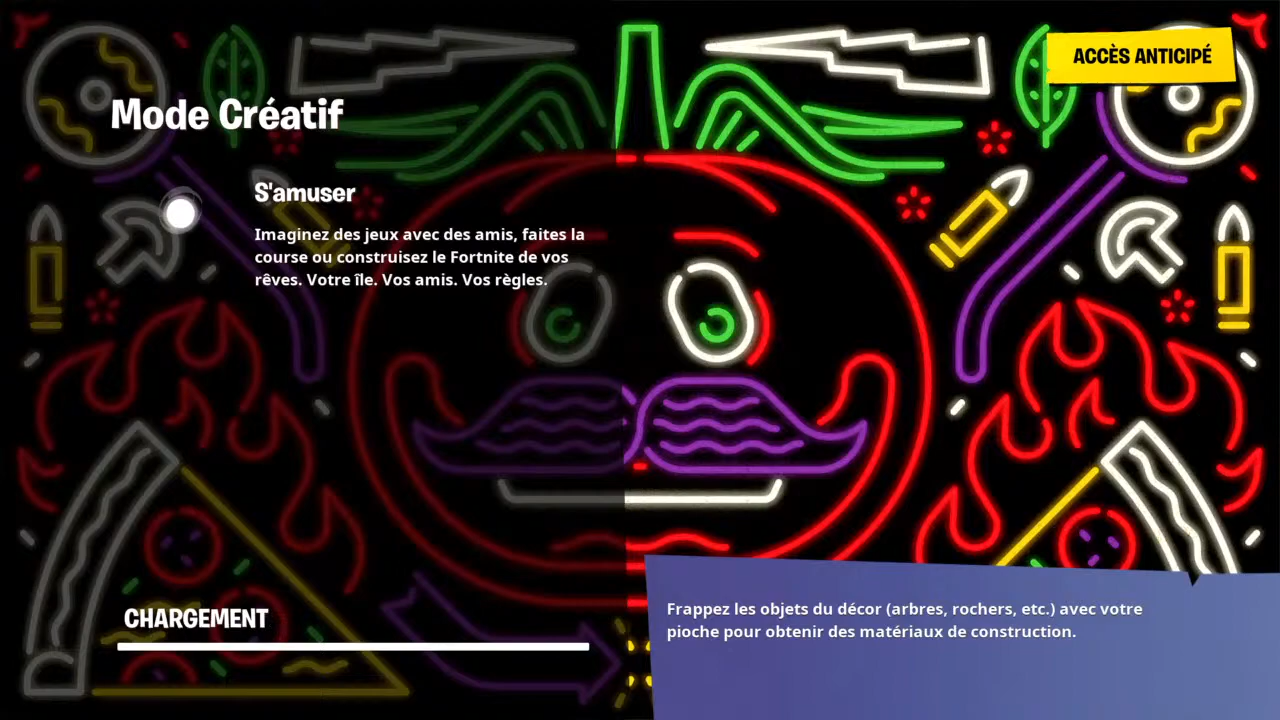 ACCÈS ANTICIPÉ
Mode Créatif
S'amuser
Imaginez des jeux avec des amis, faites la
course ou construisez le Fortnite de vos
rêves. Votre île. Vos amis. Vos règles.
CHARGEMENT
Frappez les objets du décor (arbres, rochers, etc.) avec votre
pioche pour obtenir des matériaux de construction.